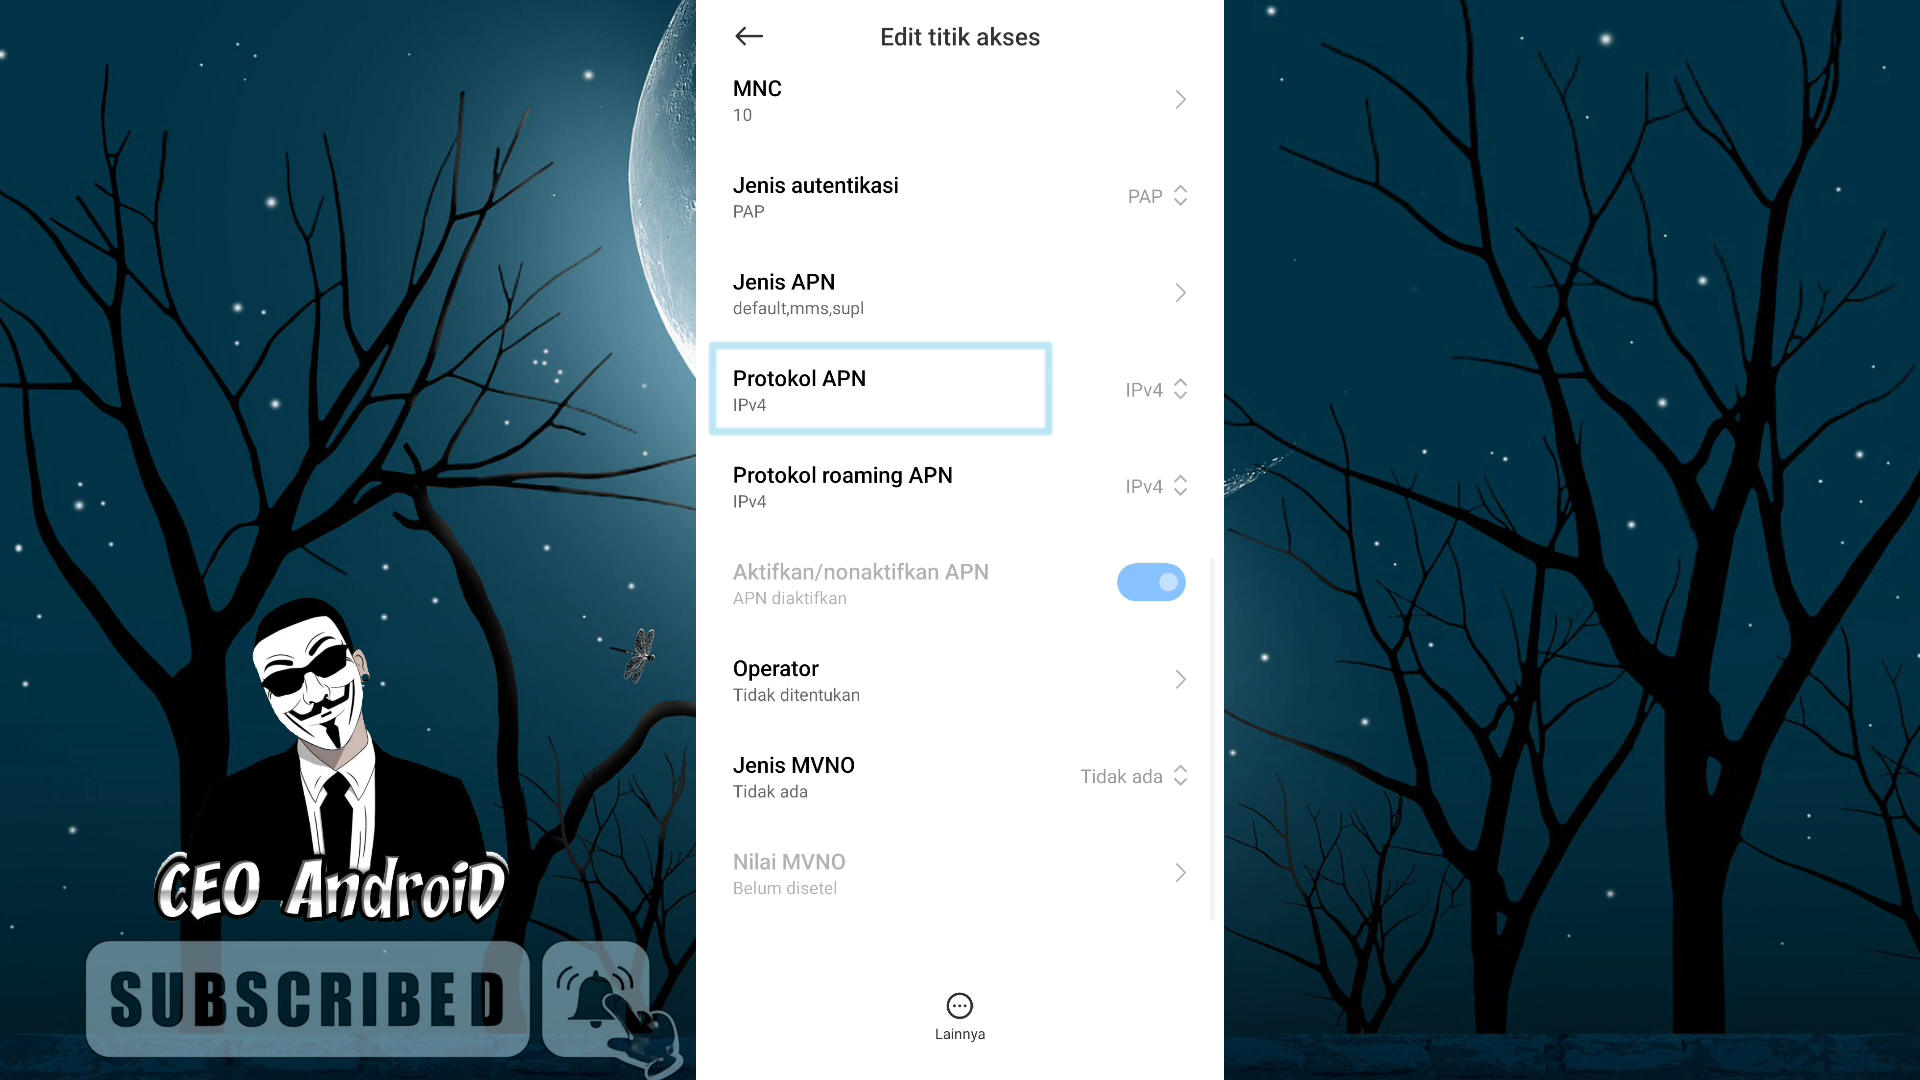 Edit titik akses
MNC
10
Jenis autentikasi
PAP
PAP
Jenis APN
default,mms,supl
Protokol APN
IPv4
IPv4
Protokol roaming APN
IPv4
IPv4
Aktifkan/nonaktifkan APN
APN diaktifkan
Operator
Tidak ditentukan
Jenis MVNO
Tidak ada
Tidak ada
Nilai MVNO
Belum disetel
Lainnya
CEO AndroiD
SUBSCRIBED